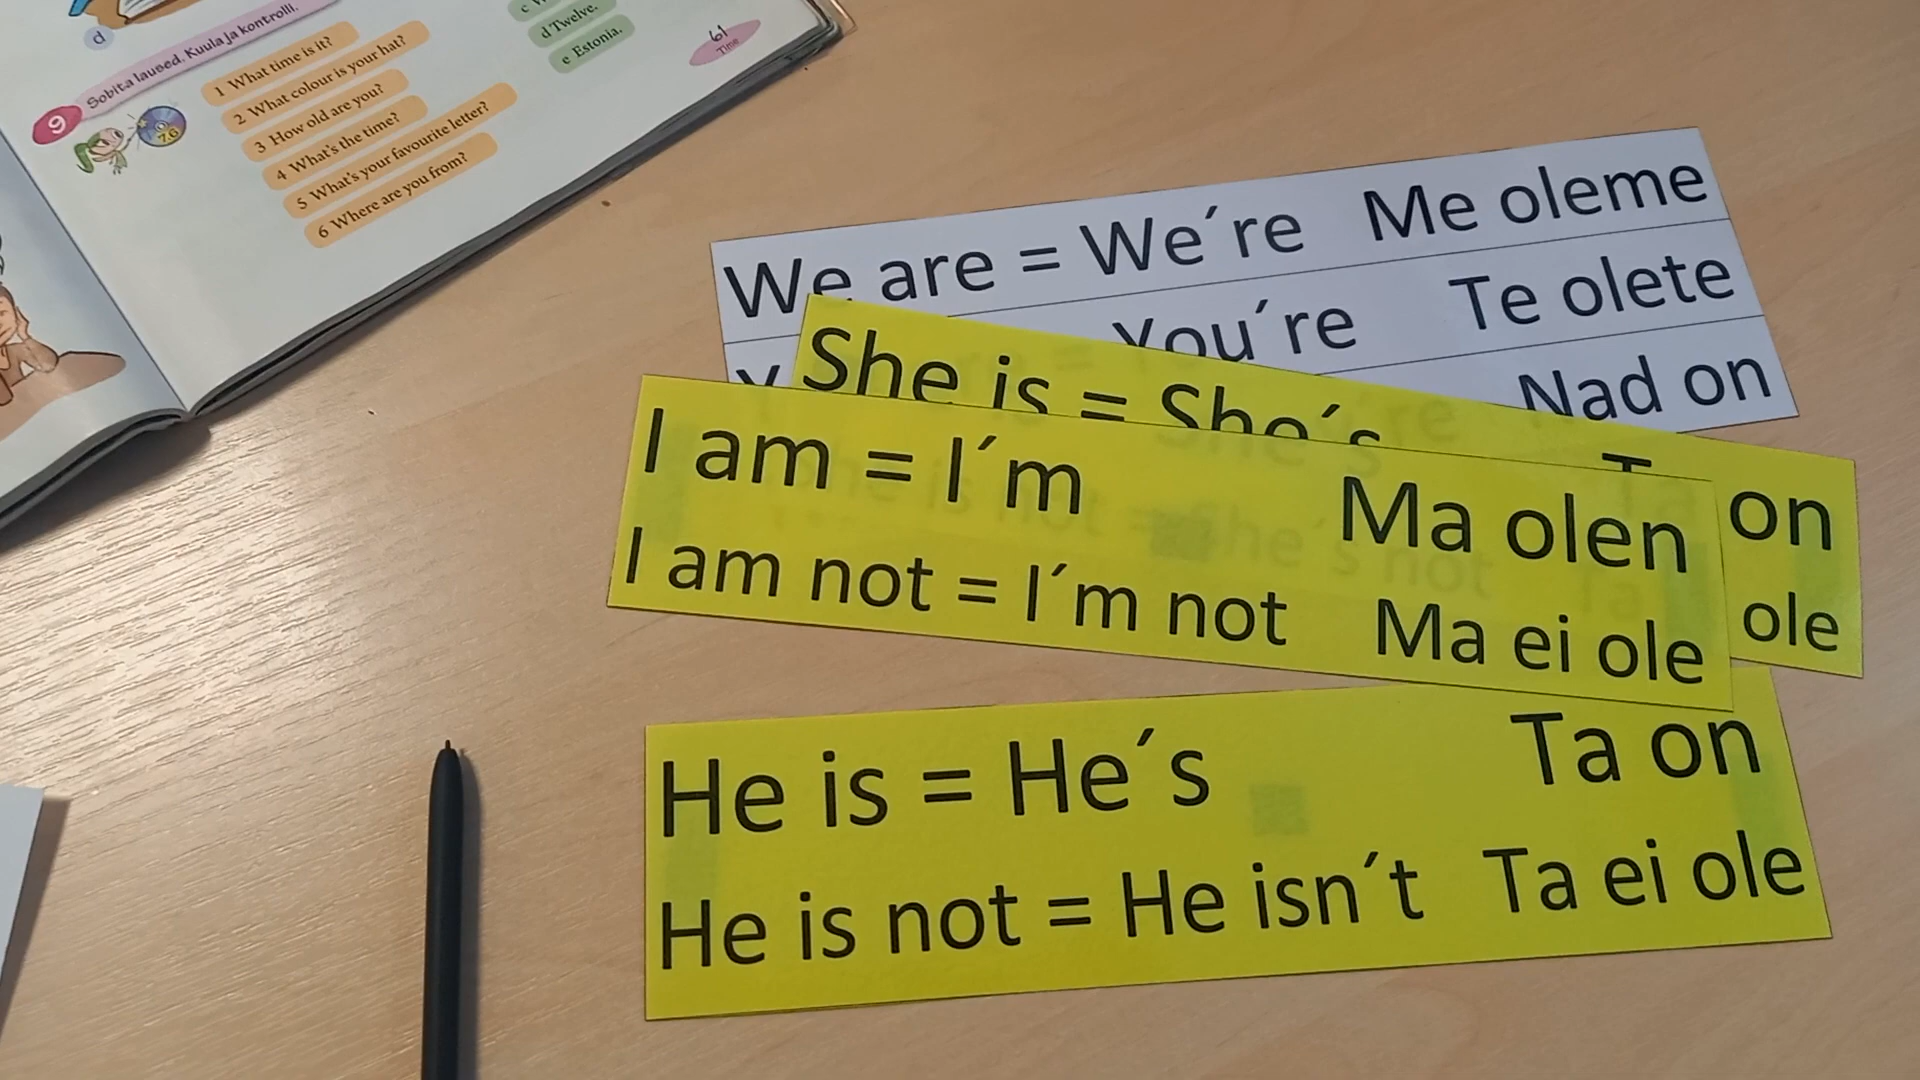 d
9 Sobita laused. Kuula ja kontrolli.
7.6
1 What time is it?
2 What colour is your hat?
3 How old are you?
4 What's the time?
5 What's your favourite letter?
6 Where are you from?
c
d Twelve.
e Estonia.
61
Time
We are = We´re Me oleme
= You´re Te olete
Nad on
She is = She´s on
ole
I am = I´m Ma olen
I am not = I´m not Ma ei ole
He is = He´s Ta on
He is not = He isn´t Ta ei ole